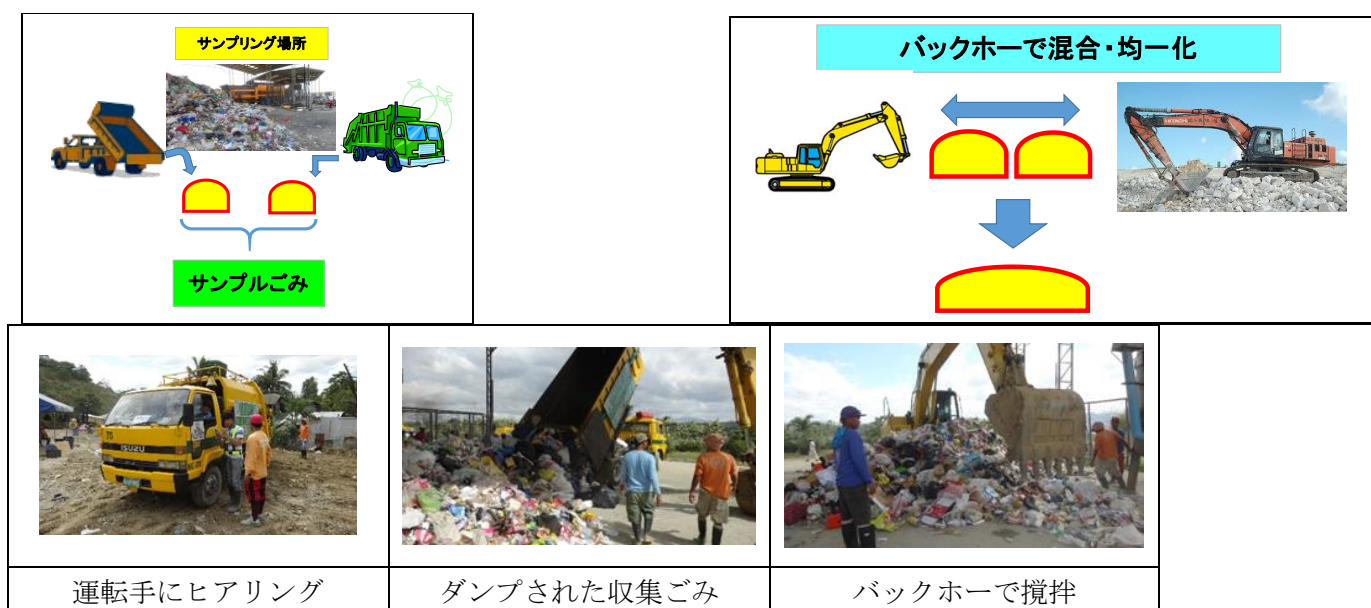 サンプリング場所
サンプルごみ
バックホーで混合・均一化
ISUZU
運転手にヒアリング
ダンプされた収集ごみ
バックホーで撹拌